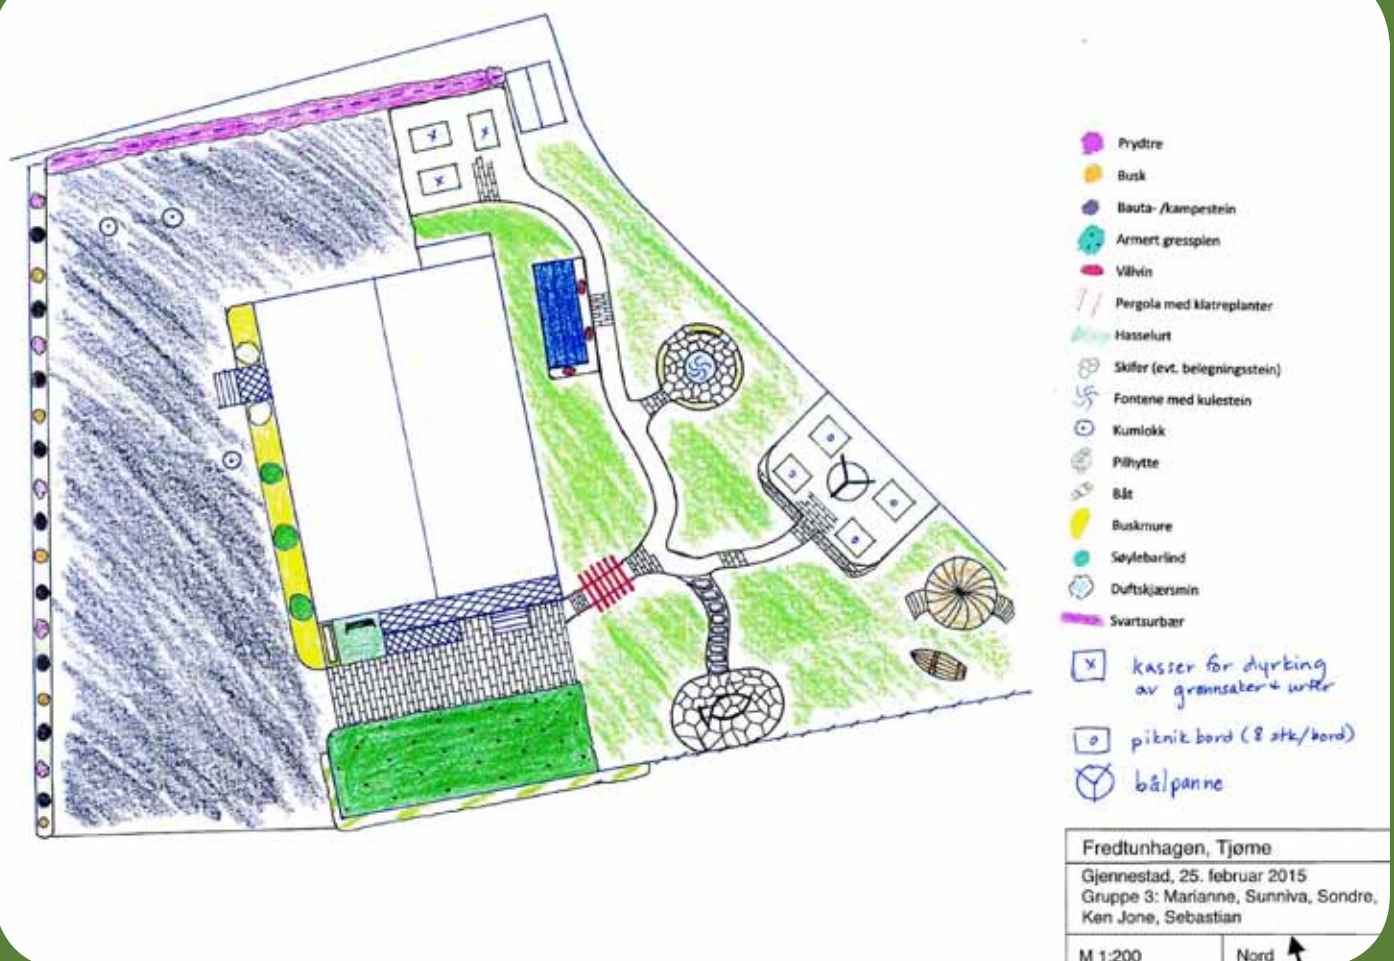 Prydtre
Busk
Bauta- /kampestein
Armert gressplen
Villvin
Pergola med klatreplanter
Hasselurt
Skifer (evt. belegningsstein)
Fontene med kulestein
Kumlokk
Pilhytte
Båt
Buskmure
Søylebarlind
Duftskjærsmin
Svartsurbær
x kasser for dyrking
av grønnsaker + urter
o piknik bord (8 stk/bord)
bålpanne
Fredtunhagen, Tjøme
Gjennestad, 25. februar 2015
Gruppe 3: Marianne, Sunniva, Sondre,
Ken Jone, Sebastian
M 1:200 Nord